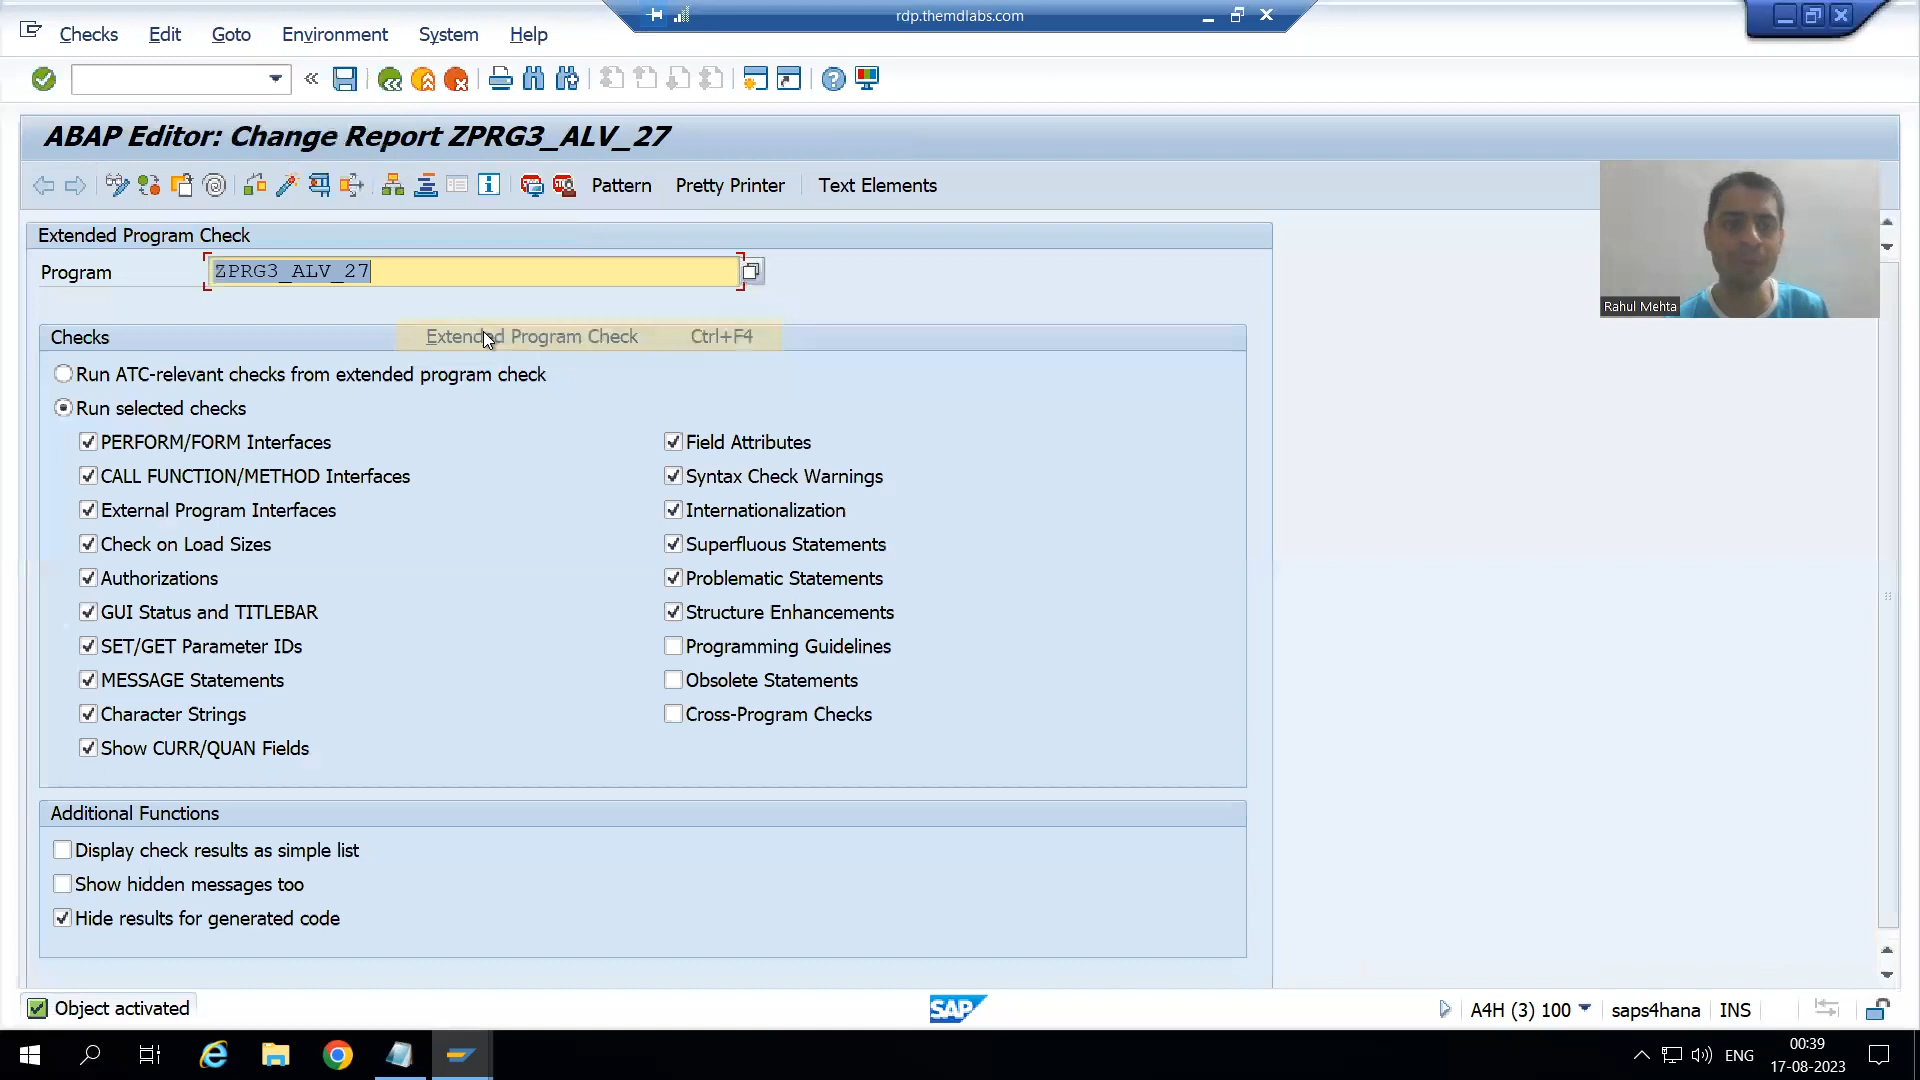 rdp.themdlabs.com
Checks Edit Goto Environment System Help
ABAP Editor: Change Report ZPRG3_ALV_27
Pattern Pretty Printer Text Elements
Rahul Mehta
Extended Program Check
Program ZPRG3_ALV_27
Checks
Extended Program Check Ctrl+F4
Run ATC-relevant checks from extended program check
Run selected checks
PERFORM/FORM Interfaces Field Attributes
CALL FUNCTION/METHOD Interfaces Syntax Check Warnings
External Program Interfaces Internationalization
Check on Load Sizes Superfluous Statements
Authorizations Problematic Statements
GUI Status and TITLEBAR Structure Enhancements
SET/GET Parameter IDs Programming Guidelines
MESSAGE Statements Obsolete Statements
Character Strings Cross-Program Checks
Show CURR/QUAN Fields
Additional Functions
Display check results as simple list
Show hidden messages too
Hide results for generated code
Object activated SAP A4H (3) 100 saps4hana INS
ENG 00:39
17-08-2023